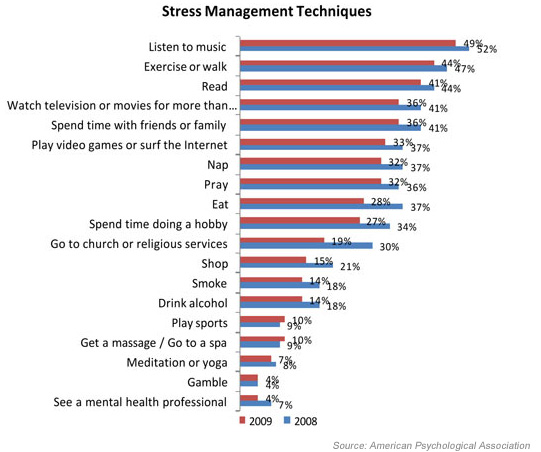 Stress Management Techniques
Listen to music 49% 52%
Exercise or walk 44% 47%
Read 41% 44%
Watch television or movies for more than... 36% 41%
Spend time with friends or family 36% 41%
Play video games or surf the Internet 33% 37%
Nap 32% 37%
Pray 32% 36%
Eat 28% 37%
Spend time doing a hobby 27% 34%
Go to church or religious services 19% 30%
Shop 15% 21%
Smoke 14% 18%
Drink alcohol 14% 18%
Play sports 10% 9%
Get a massage / Go to a spa 10% 9%
Meditation or yoga 7% 8%
Gamble 4% 4%
See a mental health professional 4% 7%
2009 2008
Source: American Psychological Association